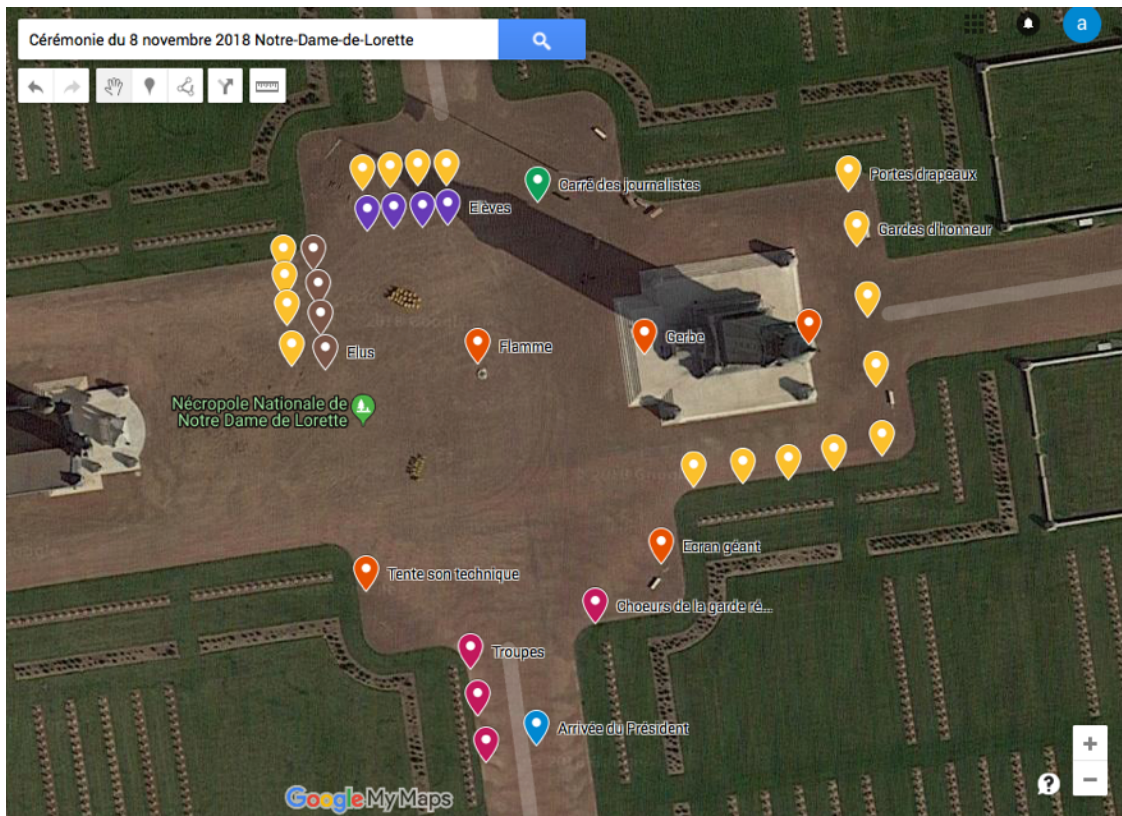 Cérémonie du 8 novembre 2018 Notre-Dame-de-Lorette
a
Carré des journalistes
Portes drapeaux
Elèves
Gardes d'honneur
Gerbe
Flamme
Elus
Nécropole Nationale de
Notre Dame de Lorette
Ecran géant
Tente son technique
Choeurs de la garde ré...
Troupes
Arrivée du Président
+
?
−
Google My Maps